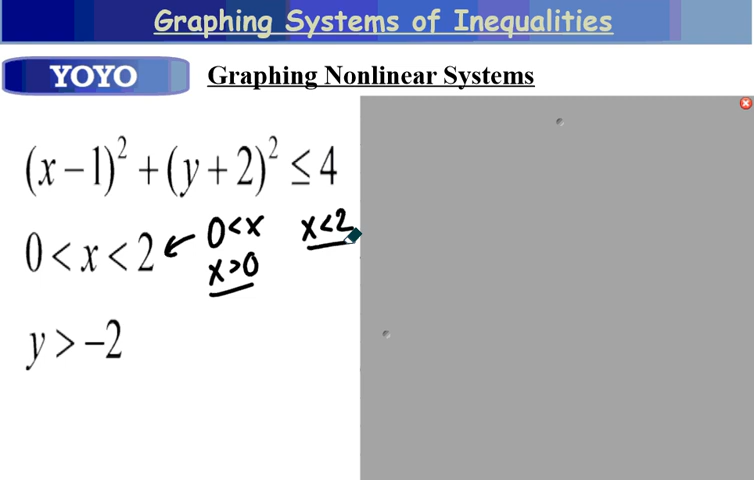 Graphing Systems of Inequalities
YOYO
Graphing Nonlinear Systems
(x – 1)² + (y + 2)² ≤ 4
0 < x < 2
0 < x
x < 2
x > 0
y > –2